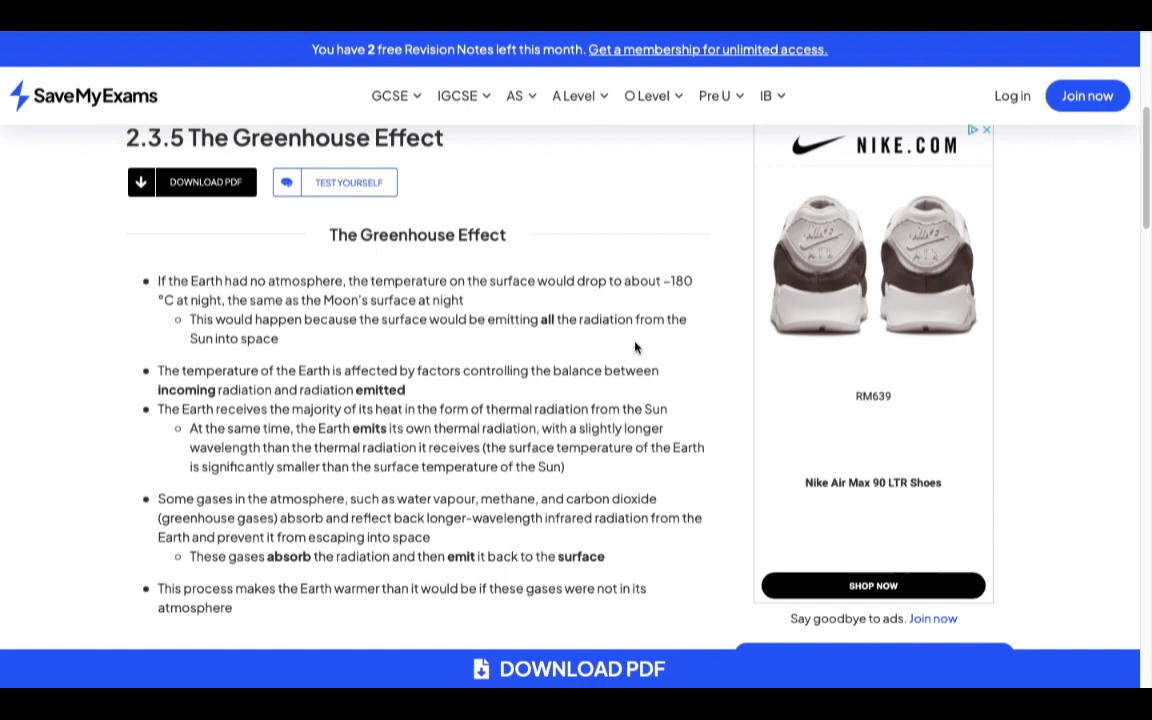 You have 2 free Revision Notes left this month. Get a membership for unlimited access.
SaveMyExams
GCSE
IGCSE
AS
A Level
O Level
Pre U
IB
Log in
Join now
2.3.5 The Greenhouse Effect
DOWNLOAD PDF
TEST YOURSELF
The Greenhouse Effect
If the Earth had no atmosphere, the temperature on the surface would drop to about −180
°C at night, the same as the Moon's surface at night
This would happen because the surface would be emitting all the radiation from the
Sun into space
The temperature of the Earth is affected by factors controlling the balance between
incoming radiation and radiation emitted
The Earth receives the majority of its heat in the form of thermal radiation from the Sun
At the same time, the Earth emits its own thermal radiation, with a slightly longer
wavelength than the thermal radiation it receives (the surface temperature of the Earth
is significantly smaller than the surface temperature of the Sun)
Some gases in the atmosphere, such as water vapour, methane, and carbon dioxide
(greenhouse gases) absorb and reflect back longer-wavelength infrared radiation from the
Earth and prevent it from escaping into space
These gases absorb the radiation and then emit it back to the surface
This process makes the Earth warmer than it would be if these gases were not in its
atmosphere
NIKE.COM
NIKE
AIR
NIKE
AIR
RM639
Nike Air Max 90 LTR Shoes
SHOP NOW
Say goodbye to ads. Join now
DOWNLOAD PDF